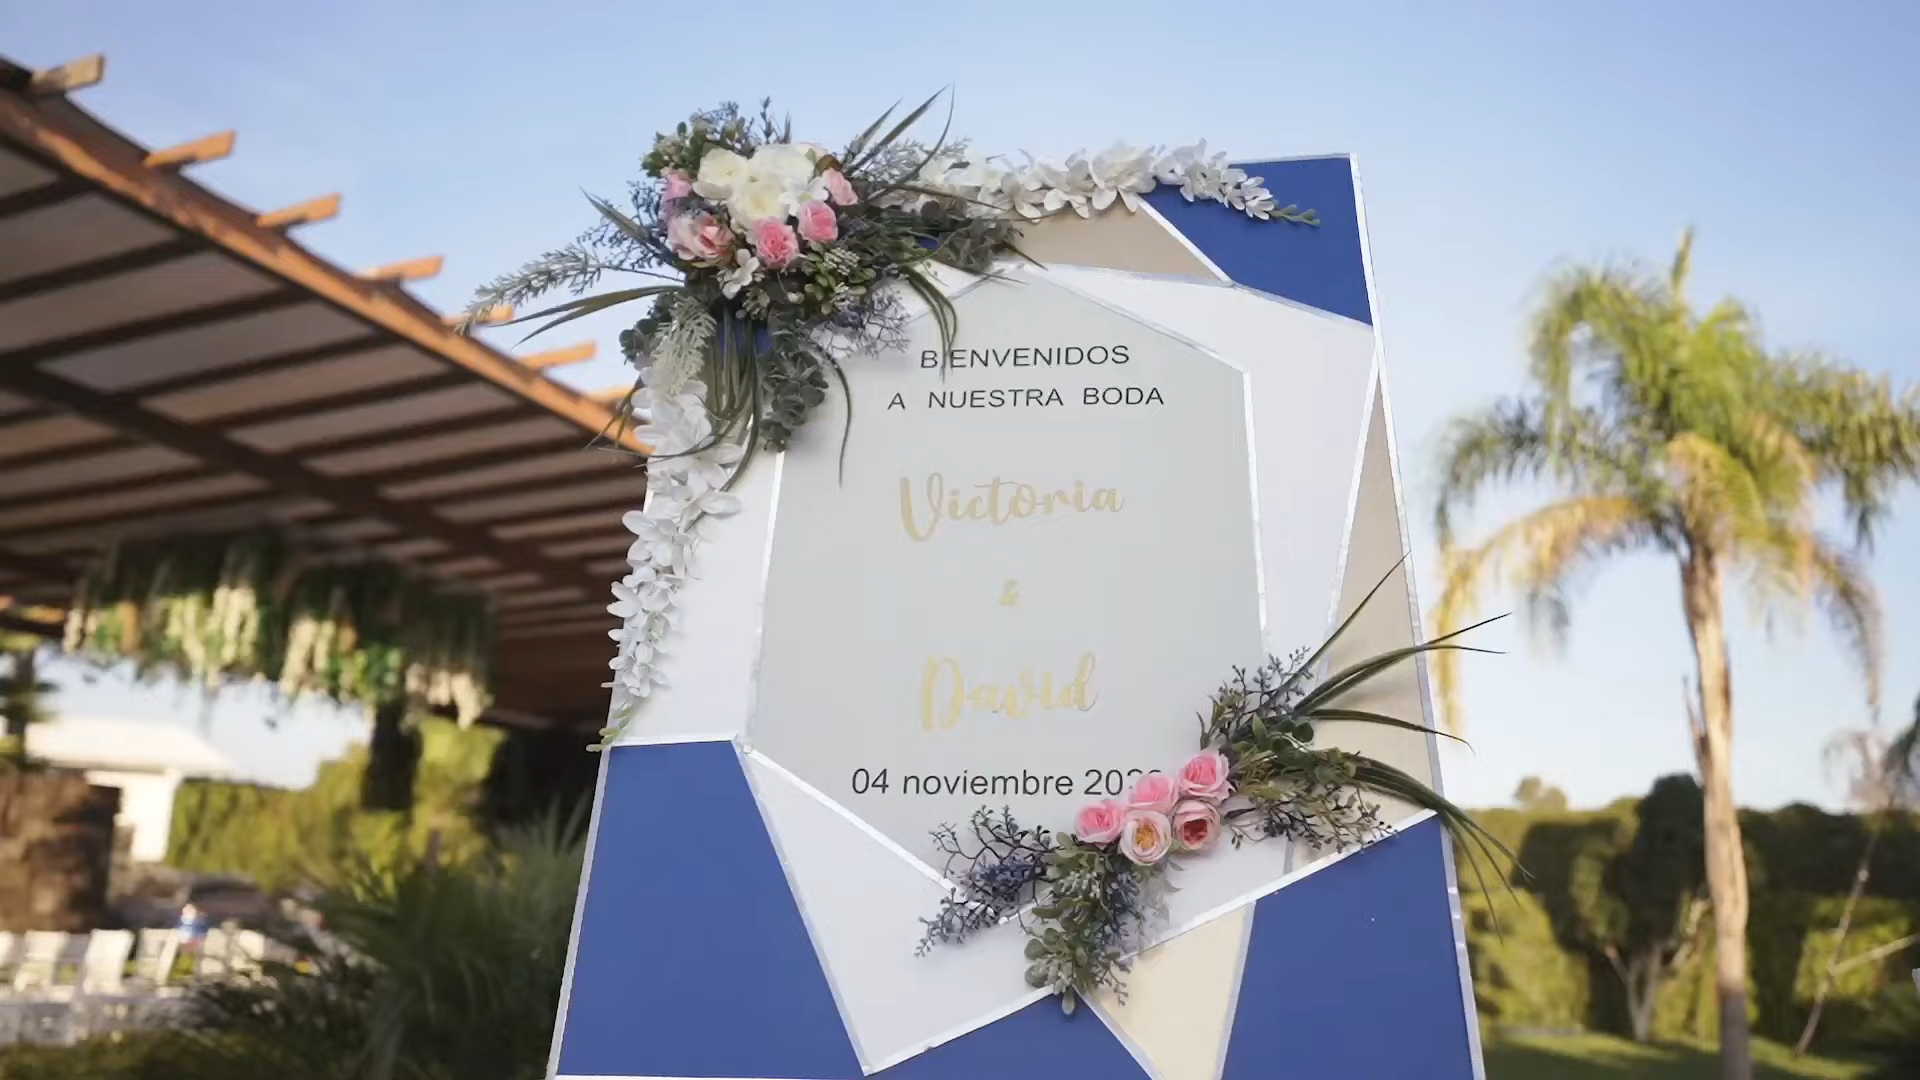 BIENVENIDOS
A NUESTRA BODA
Victoria
&
David
04 noviembre